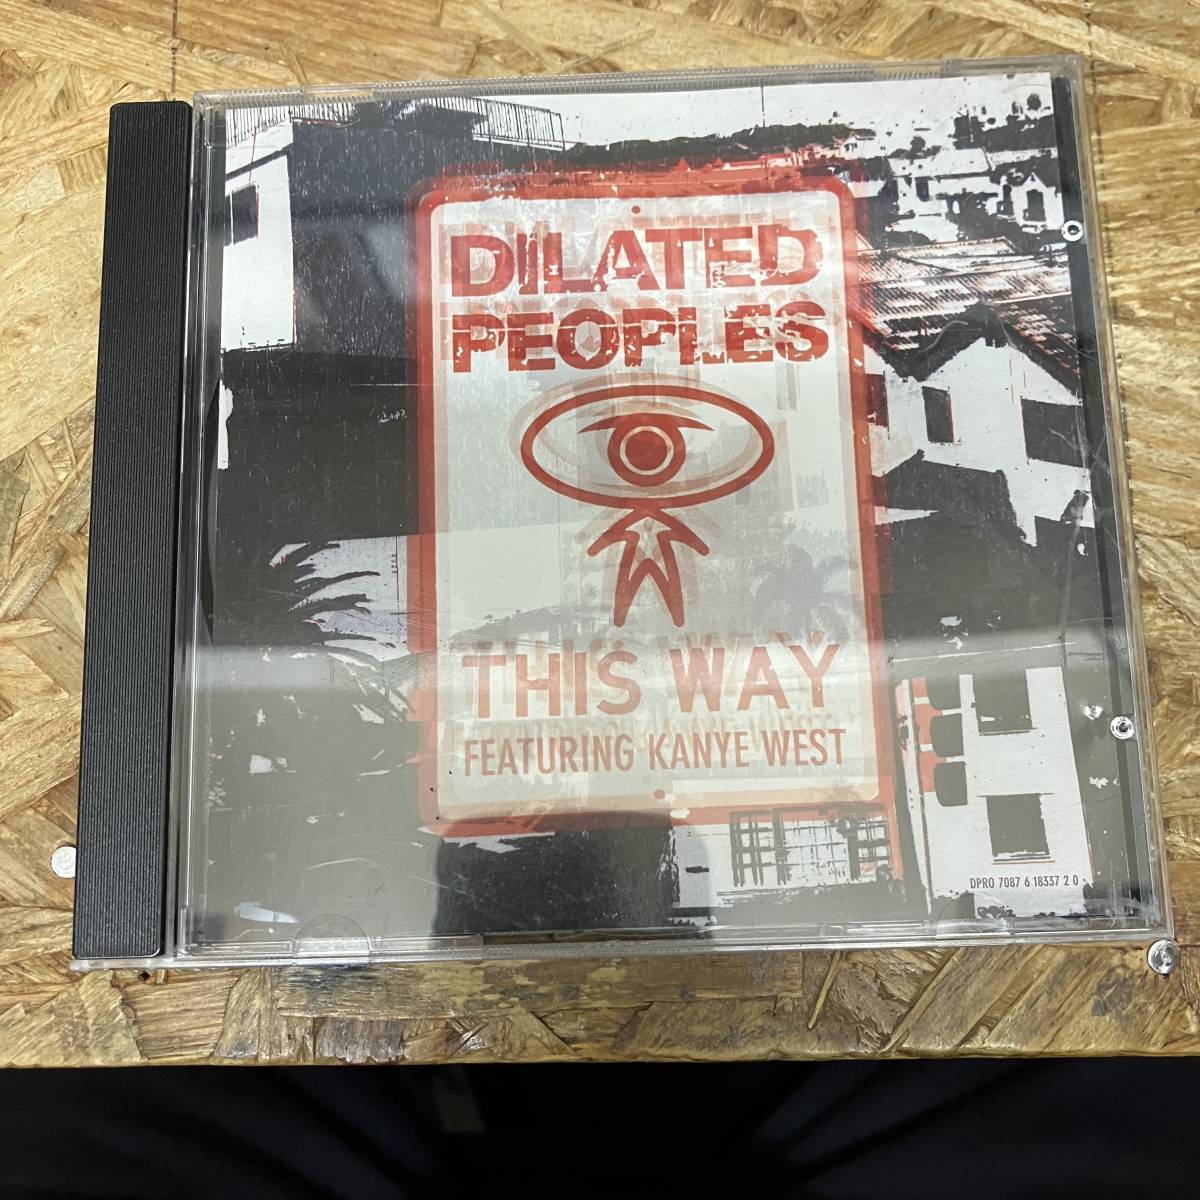 DILATED
PEOPLES
THIS WAY
FEATURING KANYE WEST
DPRO 7087 6 18337 2 0